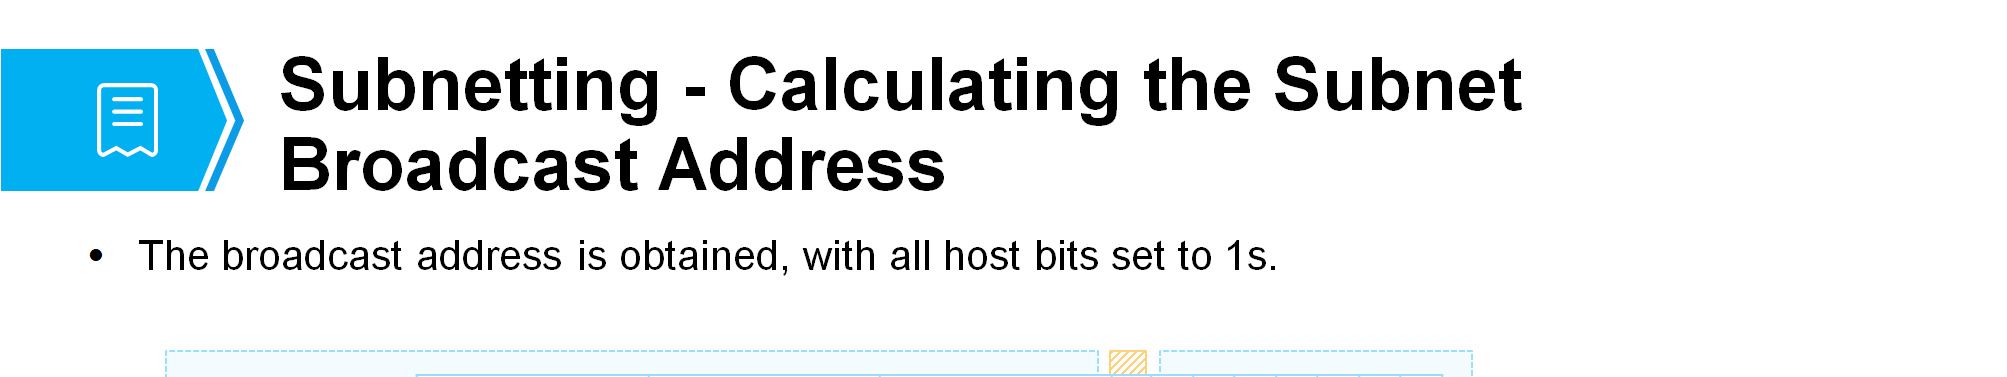 Subnetting - Calculating the Subnet
Broadcast Address
• The broadcast address is obtained, with all host bits set to 1s.